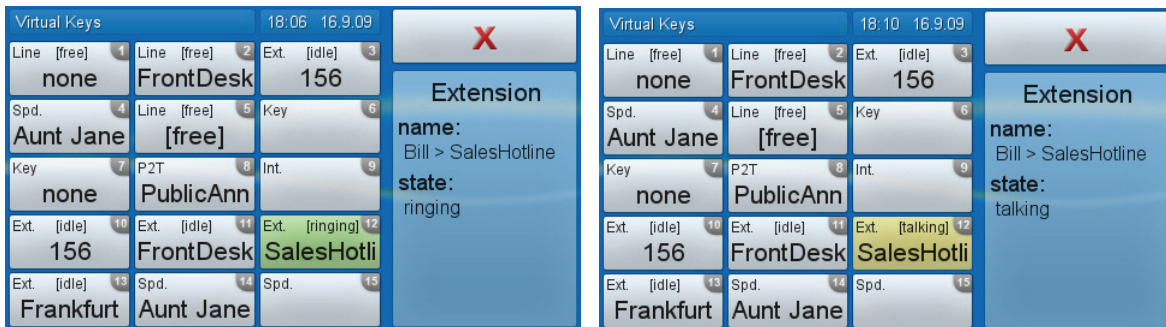 Virtual Keys
18:06 16.9.09
X
Line [free] 1
none
Line [free] 2
FrontDesk
Ext. [idle] 3
156
Spd. 4
Aunt Jane
Line [free] 5
[free]
Key 6
Key 7
none
P2T 8
PublicAnn
Int. 9
Ext. [idle] 10
156
Ext. [idle] 11
FrontDesk
Ext. [ringing] 12
SalesHotli
Ext. [idle] 13
Frankfurt
Spd. 14
Aunt Jane
Spd. 15
Extension
name:
Bill > SalesHotline
state:
ringing
Virtual Keys
18:10 16.9.09
X
Line [free] 1
none
Line [free] 2
FrontDesk
Ext. [idle] 3
156
Spd. 4
Aunt Jane
Line [free] 5
[free]
Key 6
Key 7
none
P2T 8
PublicAnn
Int. 9
Ext. [idle] 10
156
Ext. [idle] 11
FrontDesk
Ext. [talking] 12
SalesHotli
Ext. [idle] 13
Frankfurt
Spd. 14
Aunt Jane
Spd. 15
Extension
name:
Bill > SalesHotline
state:
talking